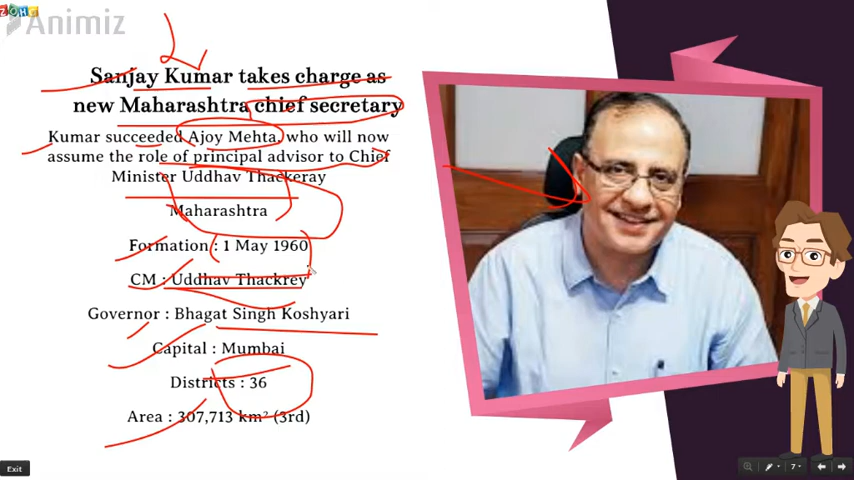 ZOHO
Animiz
Sanjay Kumar takes charge as
new Maharashtra chief secretary
Kumar succeeded Ajoy Mehta, who will now
assume the role of principal advisor to Chief
Minister Uddhav Thackeray
Maharashtra
Formation : 1 May 1960
CM : Uddhav Thackrey
Governor : Bhagat Singh Koshyari
Capital : Mumbai
Districts : 36
Area : 307,713 km² (3rd)
Exit
7